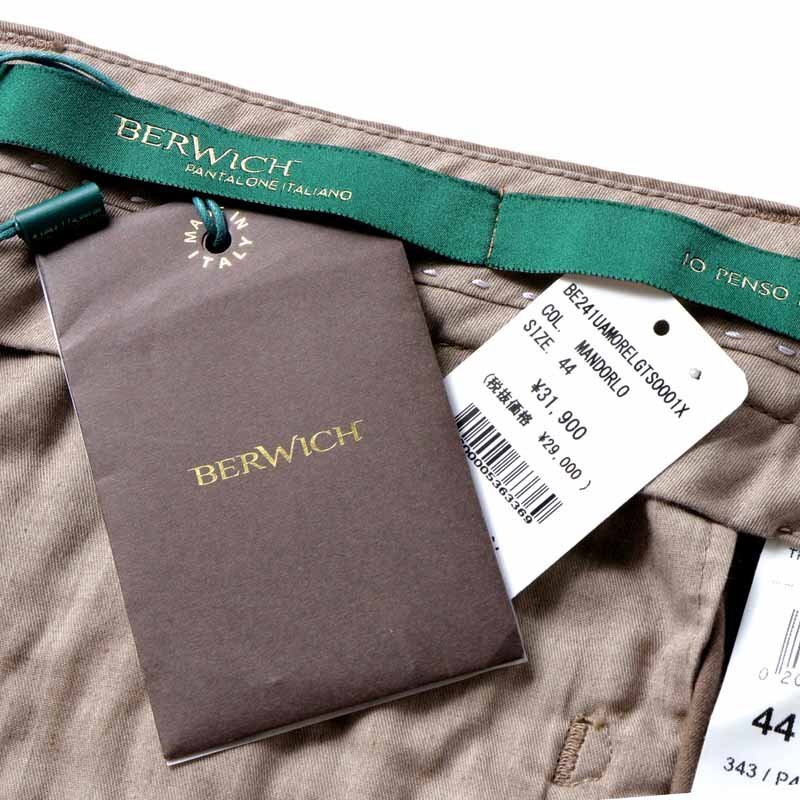 BERWICH
PANTALONE ITALIANO
IO PENSO
MADE IN ITALY
BERWICH
BE241UAMORELGTS0001X
COL. MANDORLO
SIZE. 44
¥31,900
(税抜価格 ¥29,000 )
00005363369
44
343 / PA